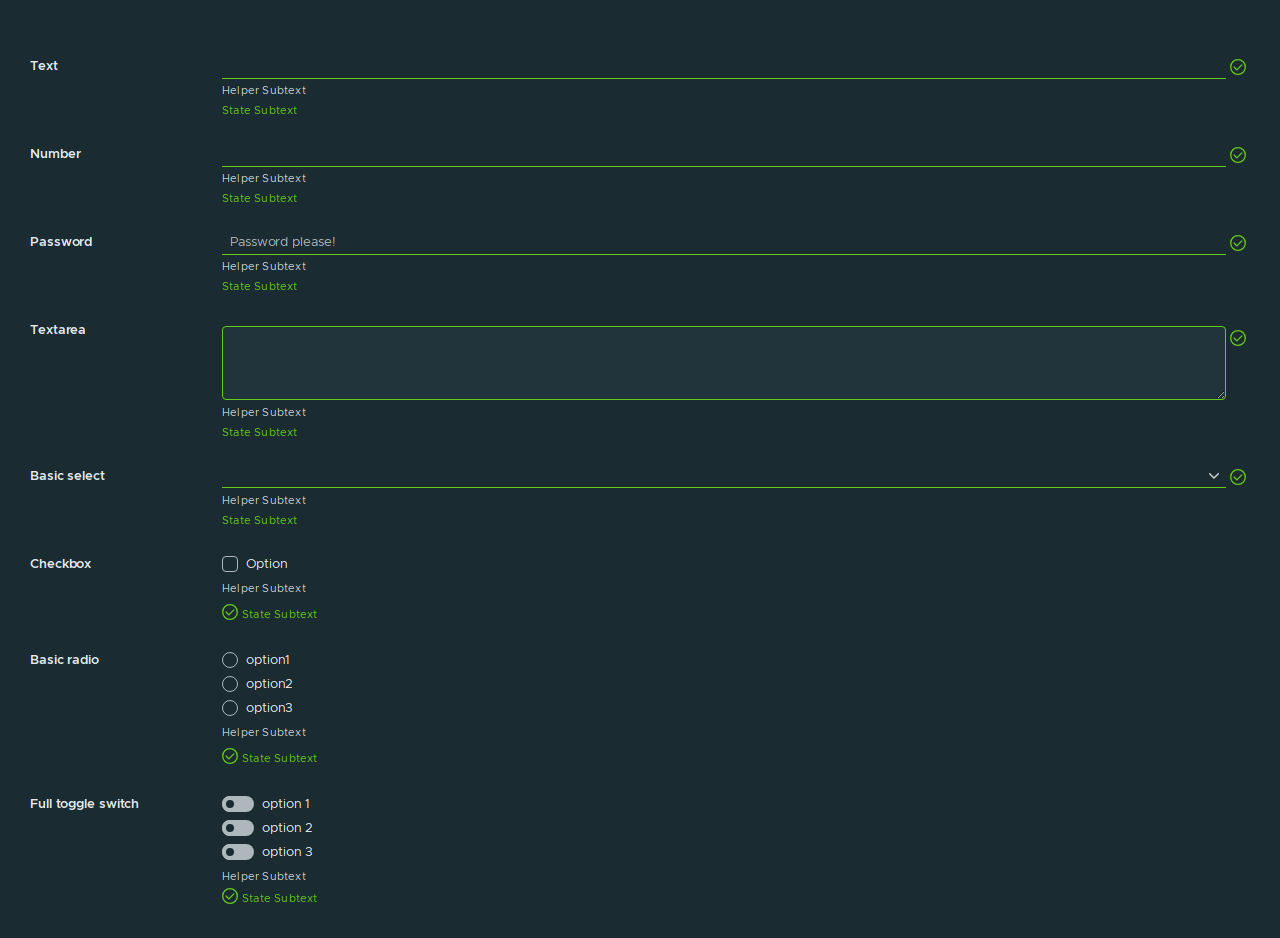 Text
Helper Subtext
State Subtext
Number
Helper Subtext
State Subtext
Password
Password please!
Helper Subtext
State Subtext
Textarea
Helper Subtext
State Subtext
Basic select
Helper Subtext
State Subtext
Checkbox
Option
Helper Subtext
State Subtext
Basic radio
option1
option2
option3
Helper Subtext
State Subtext
Full toggle switch
option 1
option 2
option 3
Helper Subtext
State Subtext